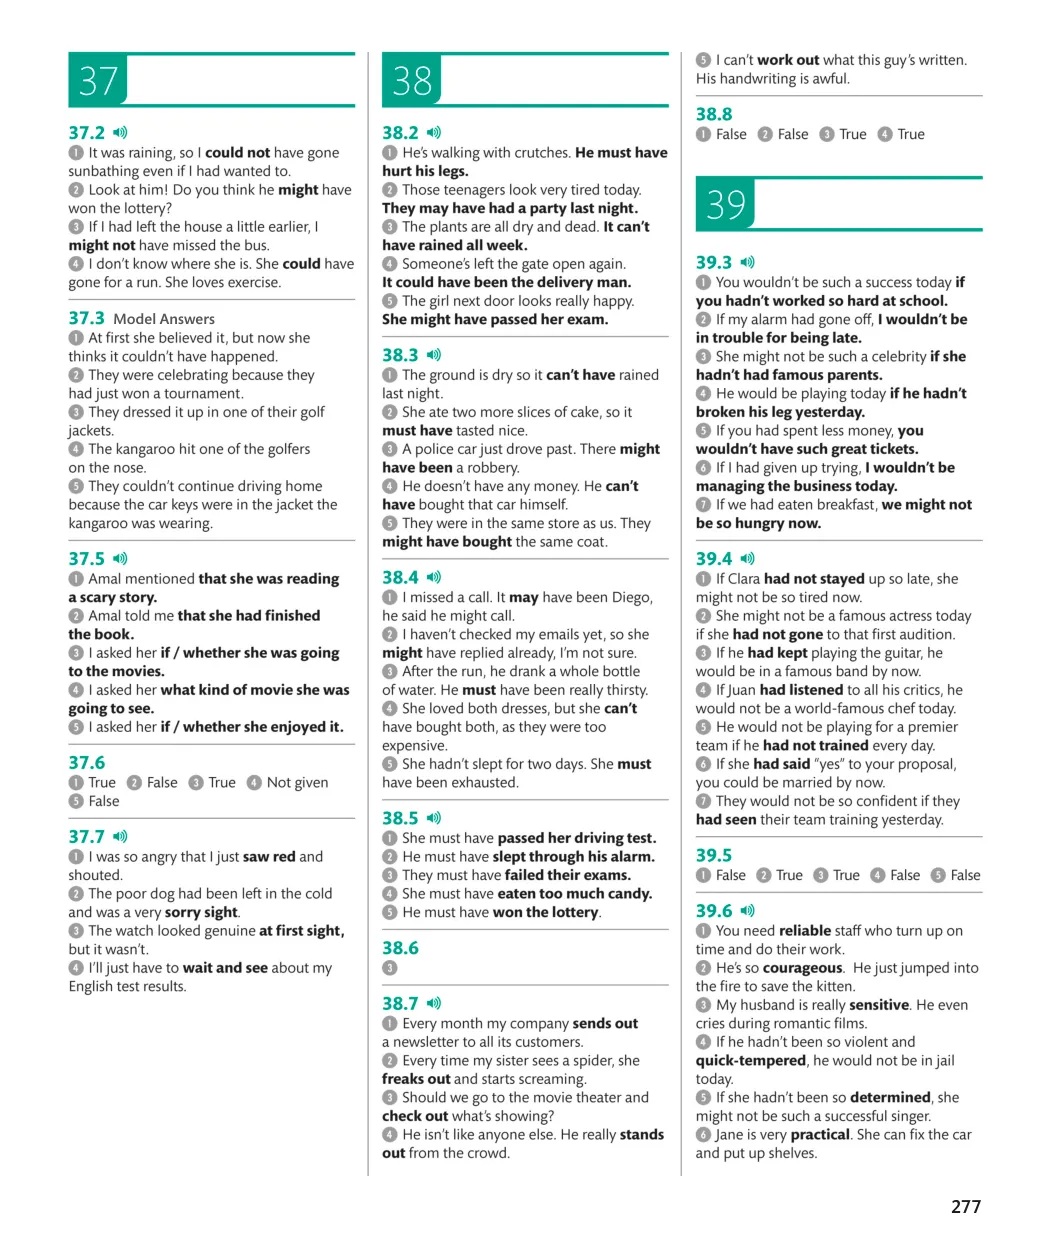 37
37.2
1 It was raining, so I could not have gone
sunbathing even if I had wanted to.
2 Look at him! Do you think he might have
won the lottery?
3 If I had left the house a little earlier, I
might not have missed the bus.
4 I don’t know where she is. She could have
gone for a run. She loves exercise.
37.3 Model Answers
1 At first she believed it, but now she
thinks it couldn’t have happened.
2 They were celebrating because they
had just won a tournament.
3 They dressed it up in one of their golf
jackets.
4 The kangaroo hit one of the golfers
on the nose.
5 They couldn’t continue driving home
because the car keys were in the jacket the
kangaroo was wearing.
37.5
1 Amal mentioned that she was reading
a scary story.
2 Amal told me that she had finished
the book.
3 I asked her if / whether she was going
to the movies.
4 I asked her what kind of movie she was
going to see.
5 I asked her if / whether she enjoyed it.
37.6
1 True 2 False 3 True 4 Not given
5 False
37.7
1 I was so angry that I just saw red and
shouted.
2 The poor dog had been left in the cold
and was a very sorry sight.
3 The watch looked genuine at first sight,
but it wasn’t.
4 I’ll just have to wait and see about my
English test results.
38
38.2
1 He’s walking with crutches. He must have
hurt his legs.
2 Those teenagers look very tired today.
They may have had a party last night.
3 The plants are all dry and dead. It can’t
have rained all week.
4 Someone’s left the gate open again.
It could have been the delivery man.
5 The girl next door looks really happy.
She might have passed her exam.
38.3
1 The ground is dry so it can’t have rained
last night.
2 She ate two more slices of cake, so it
must have tasted nice.
3 A police car just drove past. There might
have been a robbery.
4 He doesn’t have any money. He can’t
have bought that car himself.
5 They were in the same store as us. They
might have bought the same coat.
38.4
1 I missed a call. It may have been Diego,
he said he might call.
2 I haven’t checked my emails yet, so she
might have replied already, I’m not sure.
3 After the run, he drank a whole bottle
of water. He must have been really thirsty.
4 She loved both dresses, but she can’t
have bought both, as they were too
expensive.
5 She hadn’t slept for two days. She must
have been exhausted.
38.5
1 She must have passed her driving test.
2 He must have slept through his alarm.
3 They must have failed their exams.
4 She must have eaten too much candy.
5 He must have won the lottery.
38.6
3
38.7
1 Every month my company sends out
a newsletter to all its customers.
2 Every time my sister sees a spider, she
freaks out and starts screaming.
3 Should we go to the movie theater and
check out what’s showing?
4 He isn’t like anyone else. He really stands
out from the crowd.
5 I can’t work out what this guy’s written.
His handwriting is awful.
38.8
1 False 2 False 3 True 4 True
39
39.3
1 You wouldn’t be such a success today if
you hadn’t worked so hard at school.
2 If my alarm had gone off, I wouldn’t be
in trouble for being late.
3 She might not be such a celebrity if she
hadn’t had famous parents.
4 He would be playing today if he hadn’t
broken his leg yesterday.
5 If you had spent less money, you
wouldn’t have such great tickets.
6 If I had given up trying, I wouldn’t be
managing the business today.
7 If we had eaten breakfast, we might not
be so hungry now.
39.4
1 If Clara had not stayed up so late, she
might not be so tired now.
2 She might not be a famous actress today
if she had not gone to that first audition.
3 If he had kept playing the guitar, he
would be in a famous band by now.
4 If Juan had listened to all his critics, he
would not be a world-famous chef today.
5 He would not be playing for a premier
team if he had not trained every day.
6 If she had said “yes” to your proposal,
you could be married by now.
7 They would not be so confident if they
had seen their team training yesterday.
39.5
1 False 2 True 3 True 4 False 5 False
39.6
1 You need reliable staff who turn up on
time and do their work.
2 He’s so courageous. He just jumped into
the fire to save the kitten.
3 My husband is really sensitive. He even
cries during romantic films.
4 If he hadn’t been so violent and
quick-tempered, he would not be in jail
today.
5 If she hadn’t been so determined, she
might not be such a successful singer.
6 Jane is very practical. She can fix the car
and put up shelves.
277